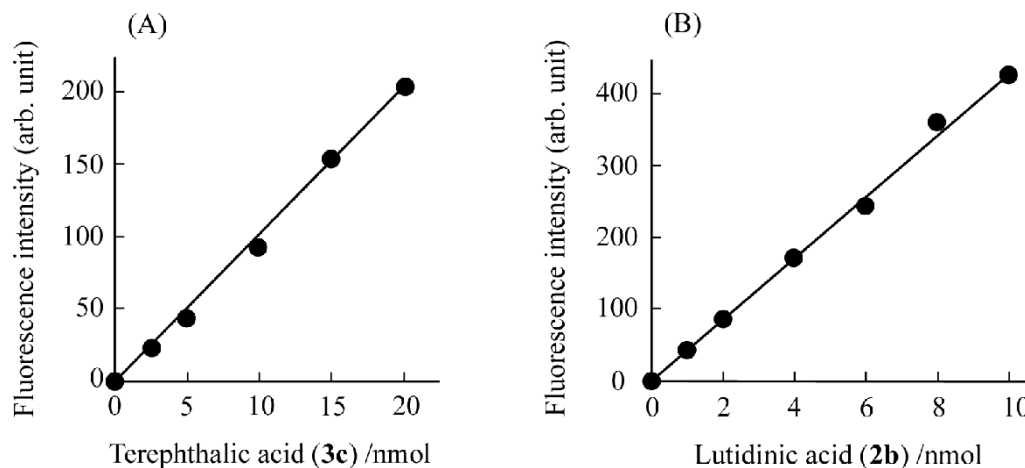 (A)
Fluorescence intensity (arb. unit)
200
150
100
50
0
0 5 10 15 20
Terephthalic acid (3c) /nmol
(B)
Fluorescence intensity (arb. unit)
400
300
200
100
0
0 2 4 6 8 10
Lutidinic acid (2b) /nmol